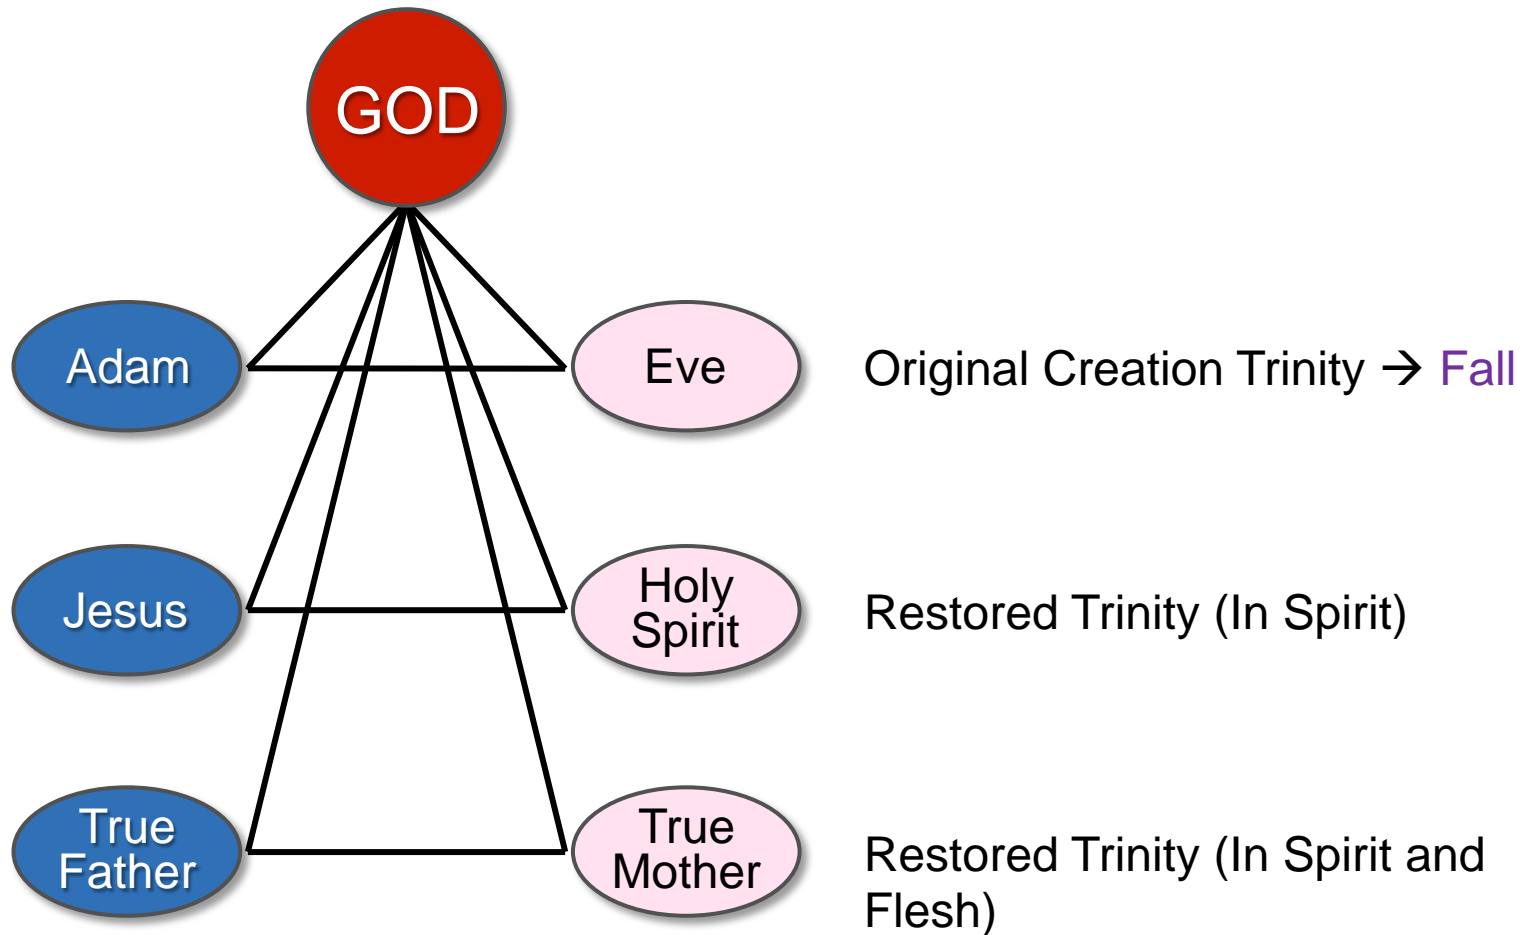 GOD
Adam
Eve
Original Creation Trinity → Fall
Jesus
Holy
Spirit
Restored Trinity (In Spirit)
True
Father
True
Mother
Restored Trinity (In Spirit and
Flesh)